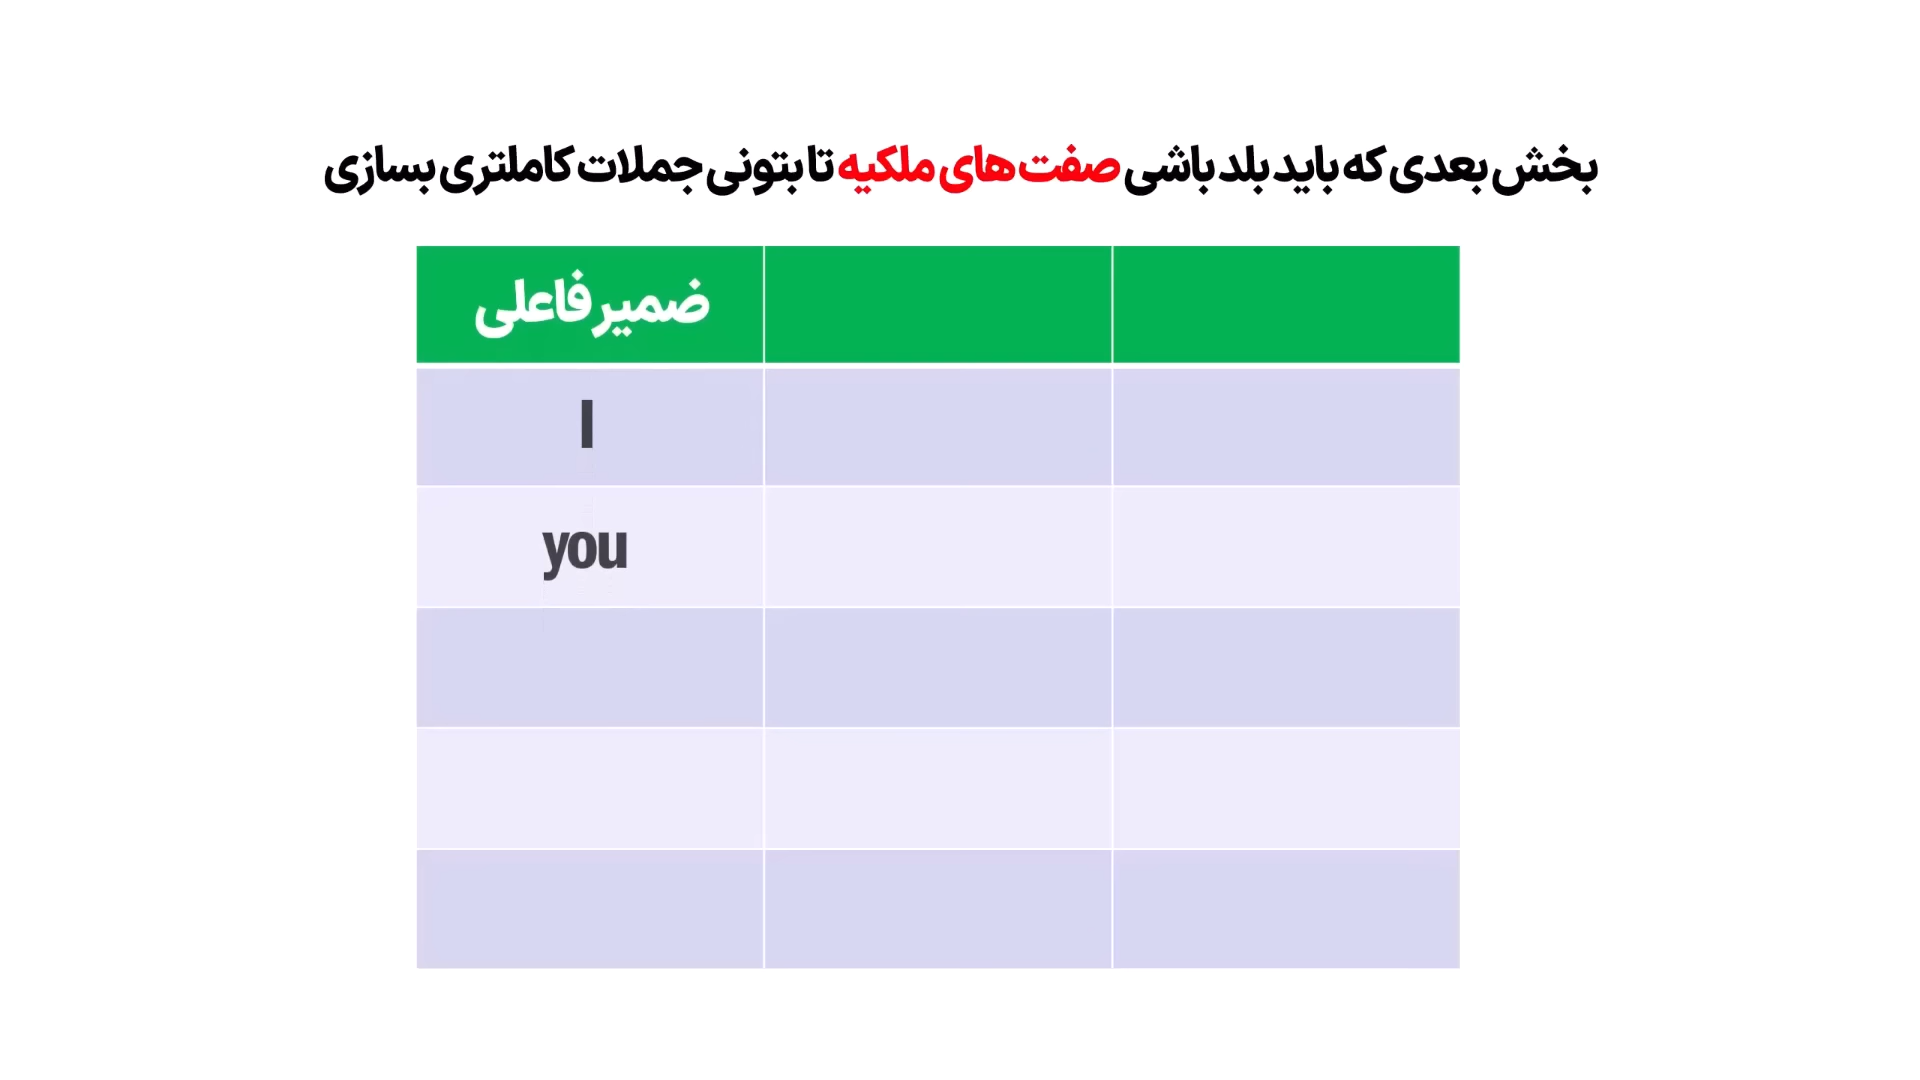 بخش بعدی که باید بلد باشی صفت‌های ملکیه تا بتونی جملات کاملتری بسازی
ضمیر فاعلی
I
you